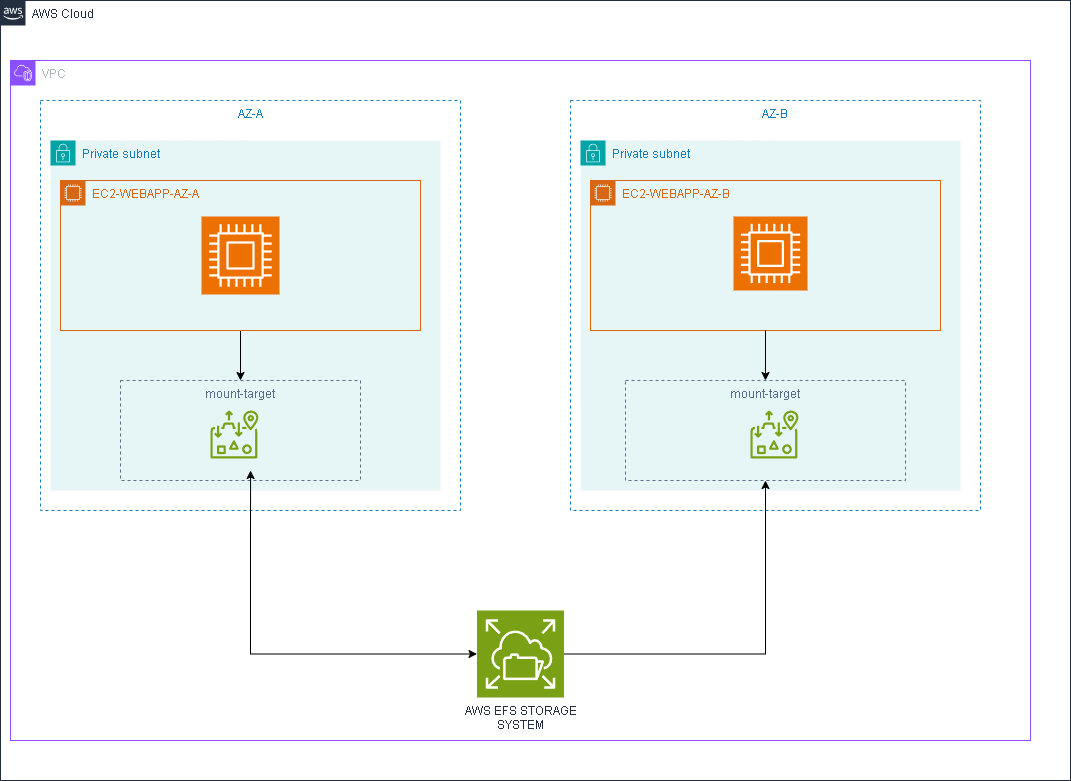 aws
AWS Cloud
VPC
AZ-A
Private subnet
EC2-WEBAPP-AZ-A
mount-target
AZ-B
Private subnet
EC2-WEBAPP-AZ-B
mount-target
AWS EFS STORAGE
SYSTEM